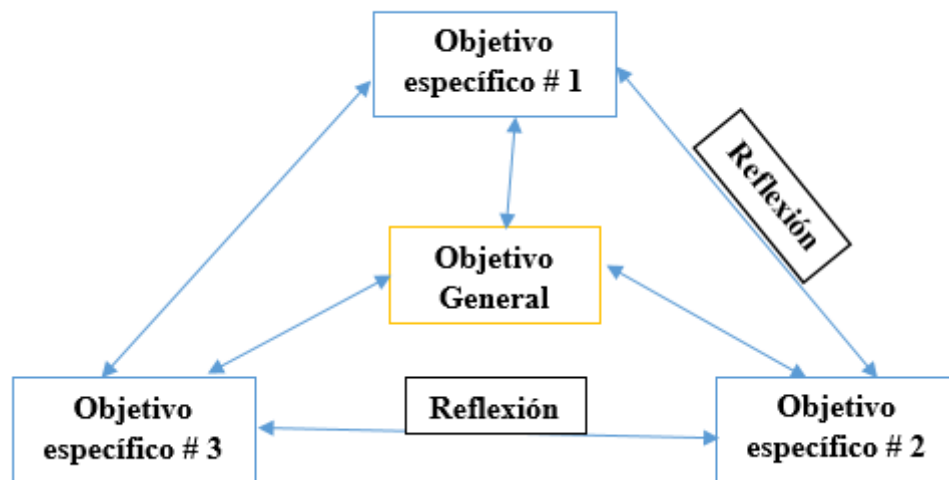 Objetivo
específico # 1
Reflexión
Objetivo
General
Objetivo
específico # 3
Reflexión
Objetivo
específico # 2